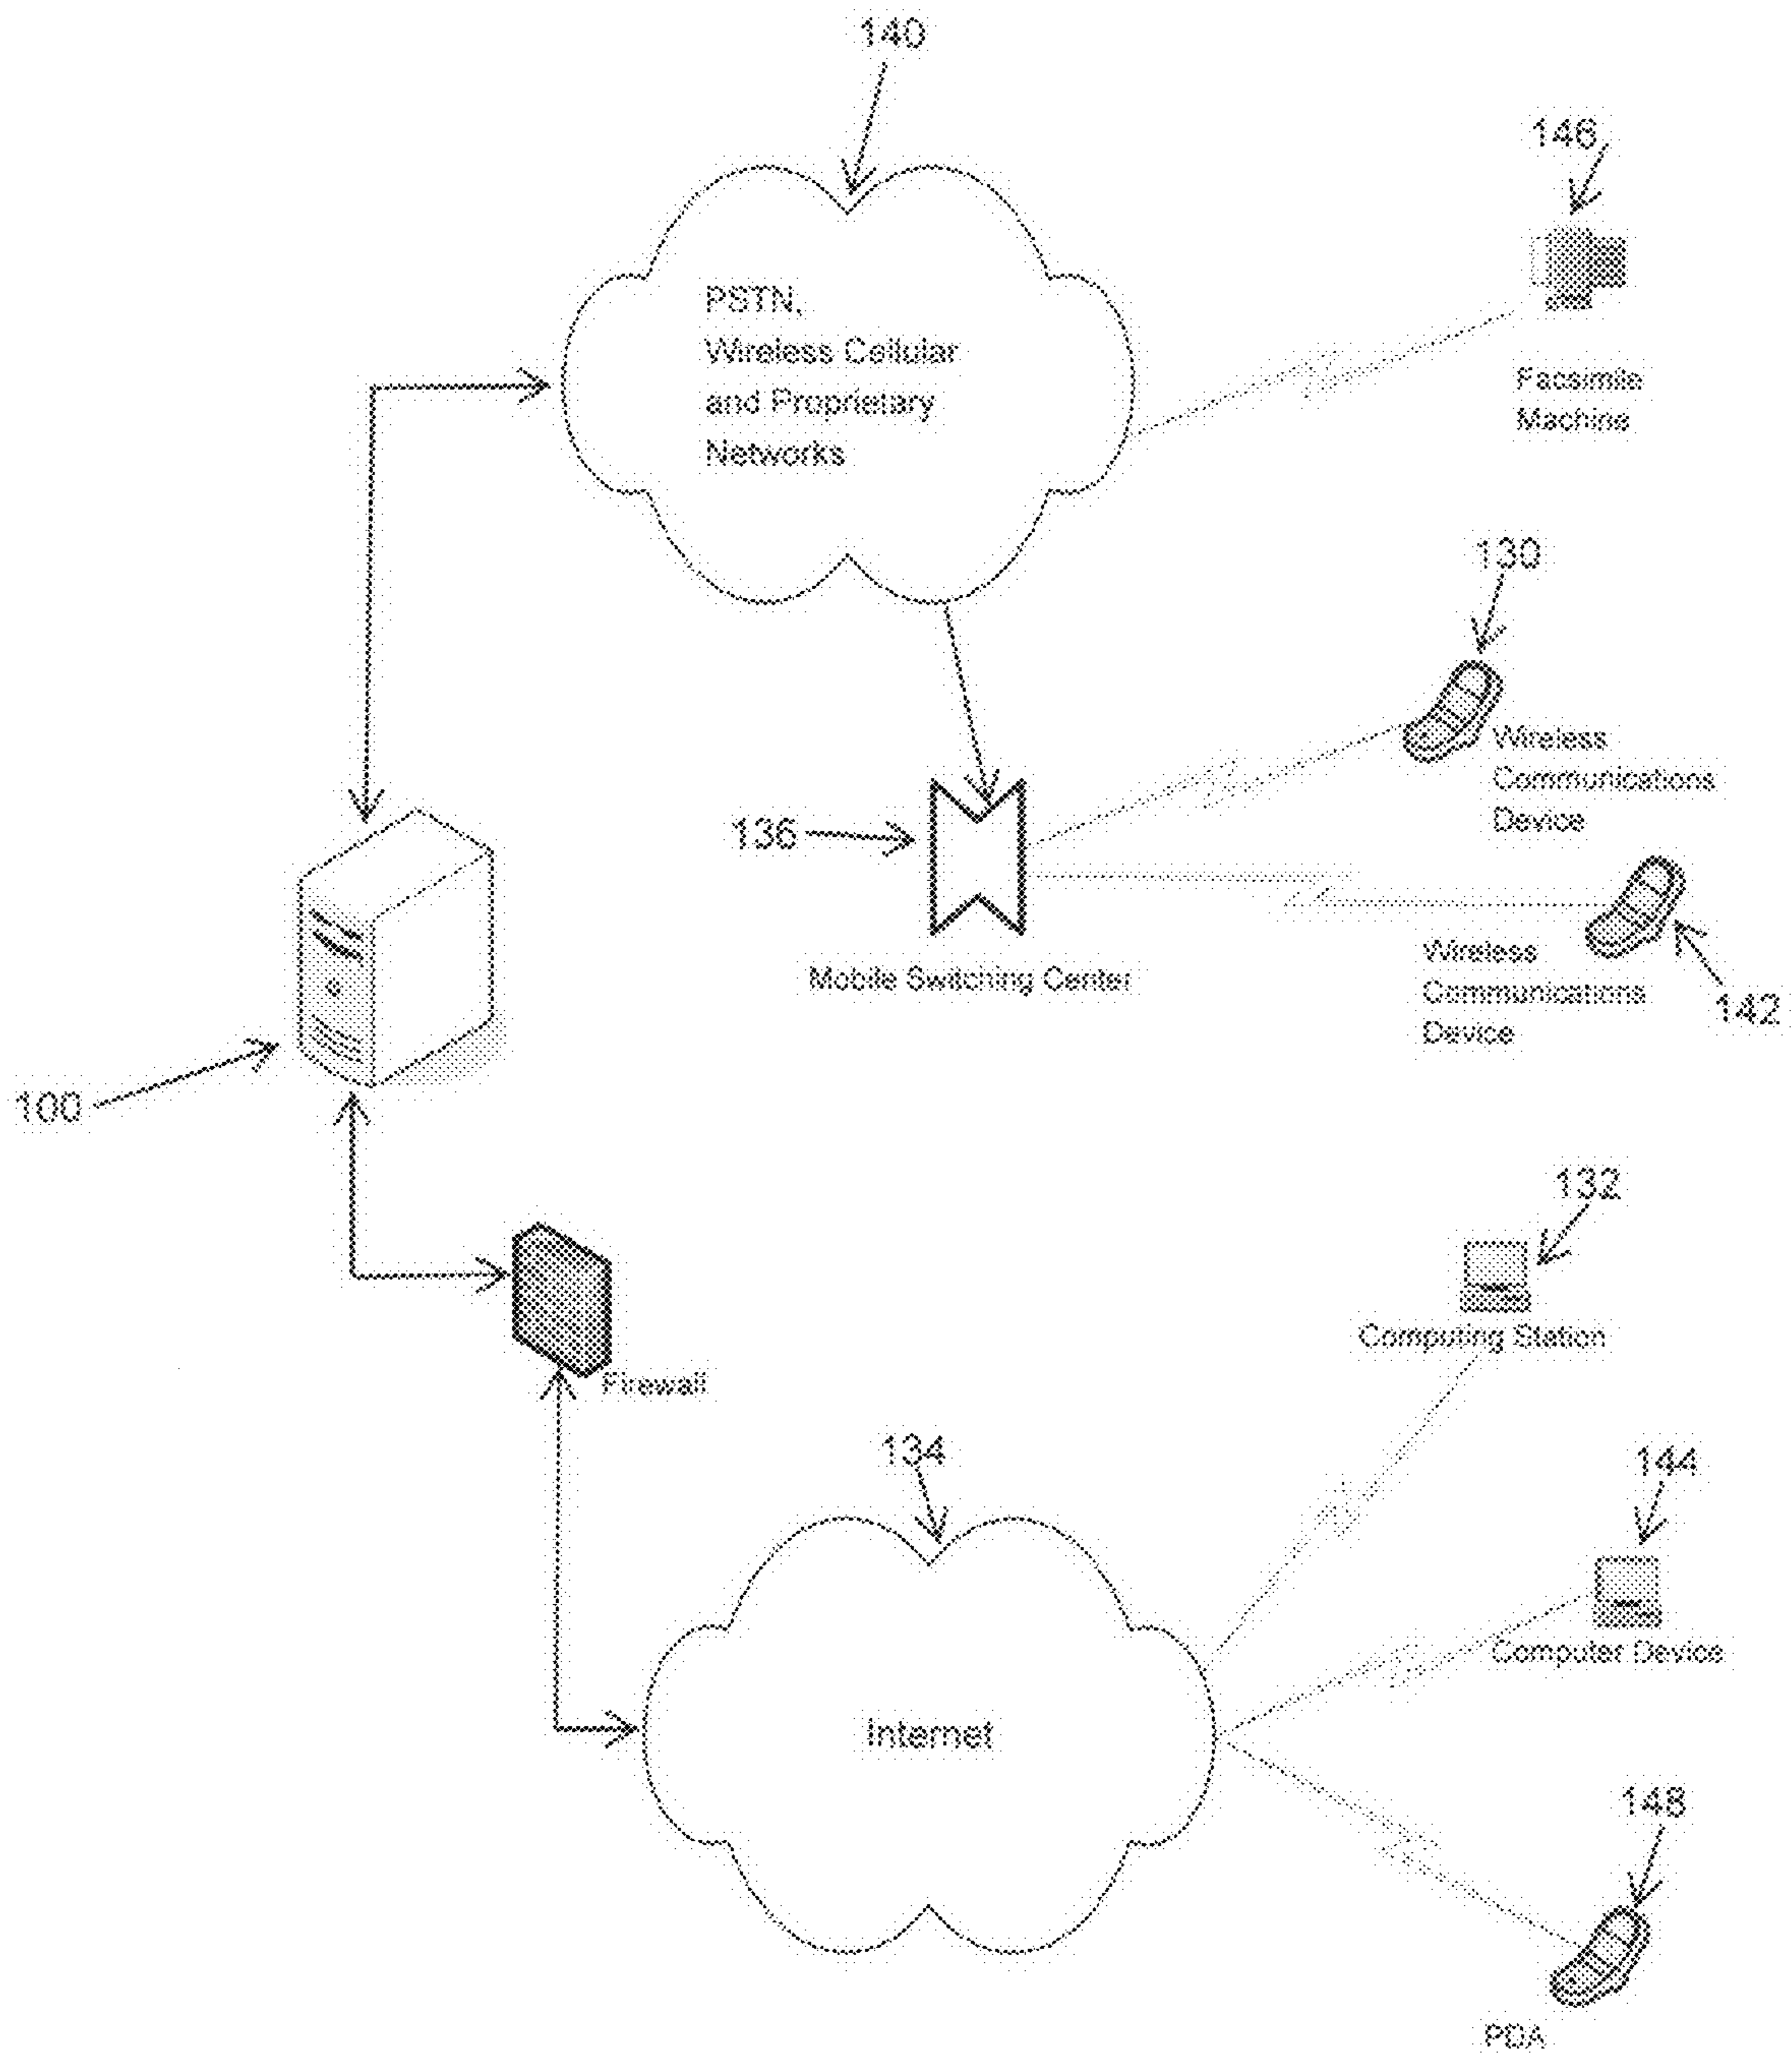 140
146
PSTN,
Wireless Cellular
and Proprietary
Networks
Facsimile
Machine
130
Wireless
Communications
Device
136
Mobile Switching Center
Wireless
Communications
Device
142
100
132
Computing Station
Firewall
134
144
Computer Device
Internet
148
PDA